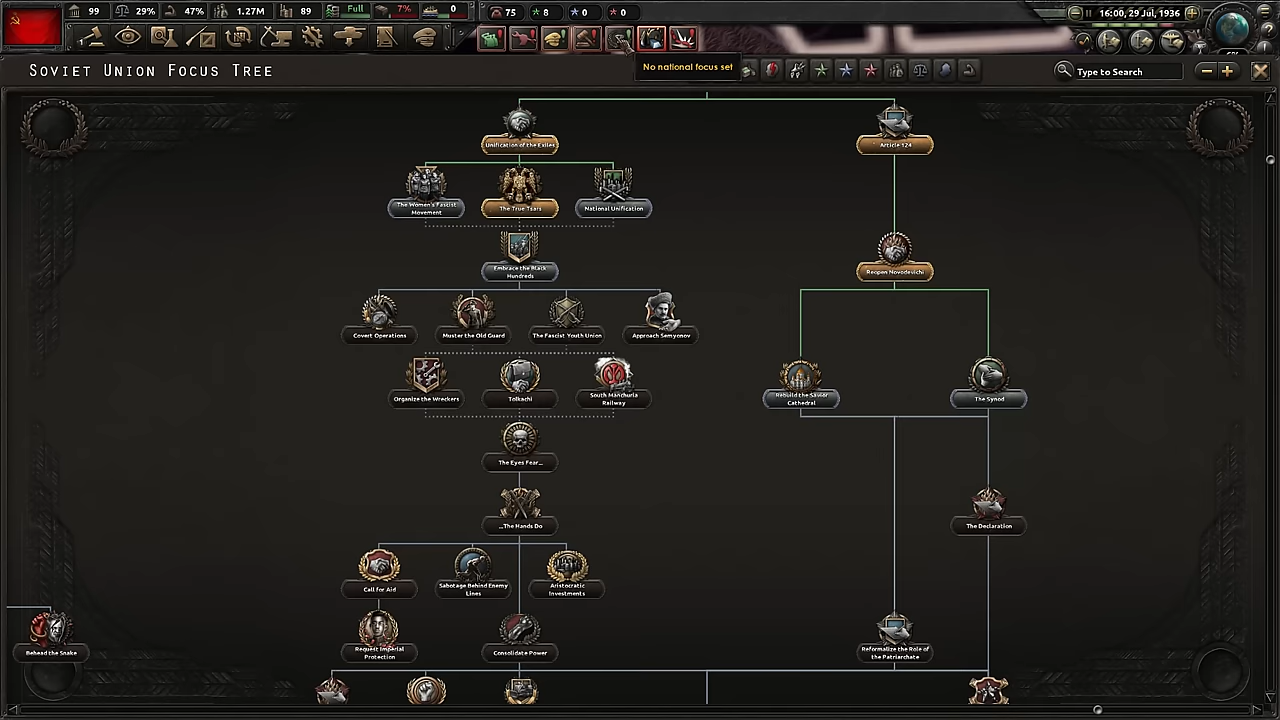 99 29% 47% 1.27M 89 Full 7% 0 75 8 0 0 16:00, 29 Jul, 1936
No national focus set
SOVIET UNION FOCUS TREE
Type to Search
Unification of the Exiles
Article 124
The Women's Fascist
Movement
The True Tsars
National Unification
Embrace the Black
Hundreds
Reopen Novodevichi
Covert Operations
Muster the Old Guard
The Fascist Youth Union
Approach Semyonov
Organize the Wreckers
Tolkachi
South Manchuria
Railway
Rebuild the Savior
Cathedral
The Synod
The Eyes Fear...
...The Hands Do
The Declaration
Call for Aid
Sabotage Behind Enemy
Lines
Aristocratic
Investments
Behead the Snake
Request Imperial
Protection
Consolidate Power
Reformalize the Role of
the Patriarchate